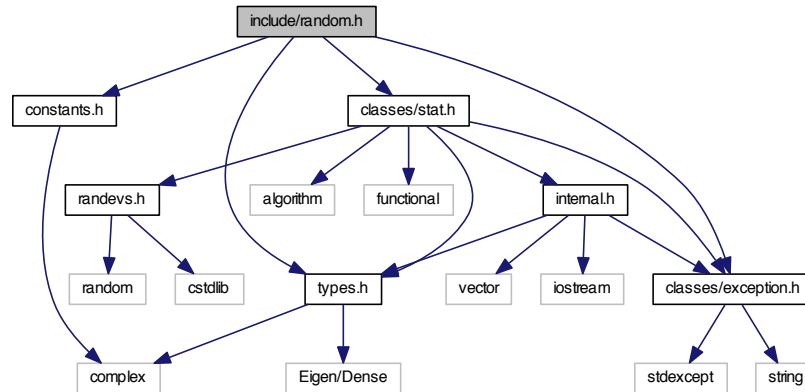 include/random.h
constants.h
classes/stat.h
randevs.h
algorithm
functional
internal.h
random
cstdlib
types.h
vector
iostream
classes/exception.h
complex
Eigen/Dense
stdexcept
string